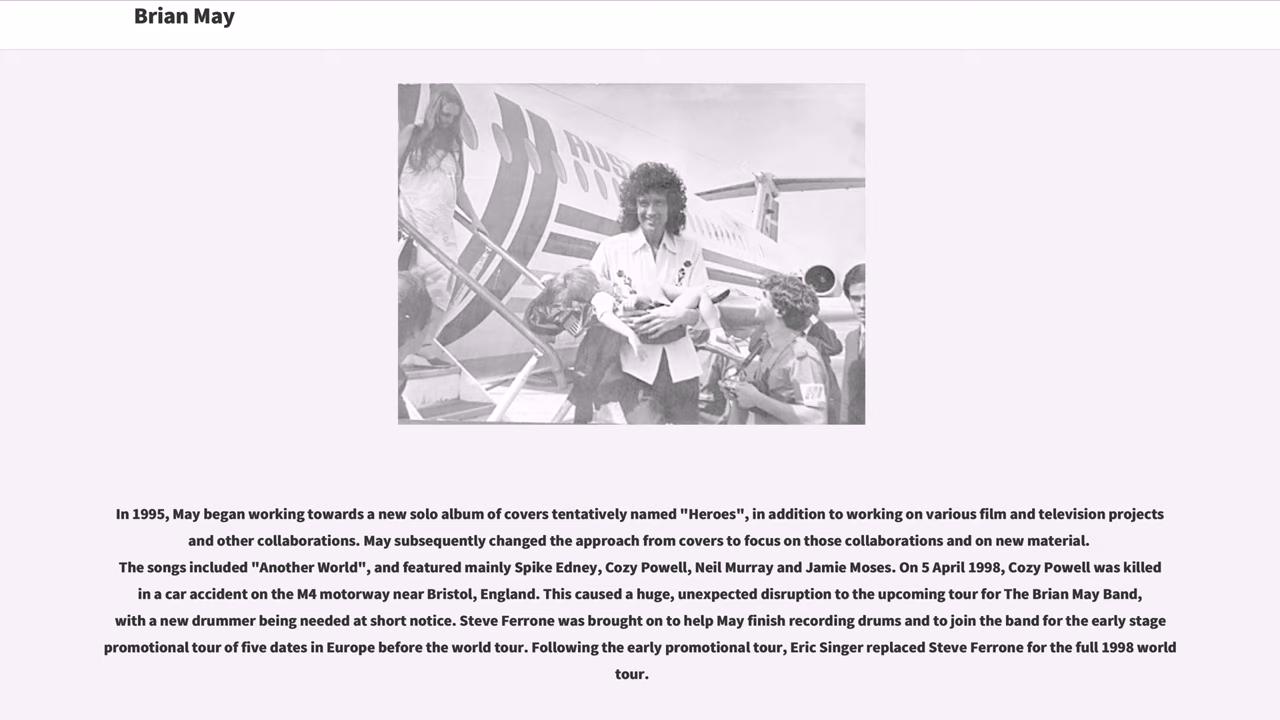 Brian May
AUS
In 1995, May began working towards a new solo album of covers tentatively named "Heroes", in addition to working on various film and television projects
and other collaborations. May subsequently changed the approach from covers to focus on those collaborations and on new material.
The songs included "Another World", and featured mainly Spike Edney, Cozy Powell, Neil Murray and Jamie Moses. On 5 April 1998, Cozy Powell was killed
in a car accident on the M4 motorway near Bristol, England. This caused a huge, unexpected disruption to the upcoming tour for The Brian May Band,
with a new drummer being needed at short notice. Steve Ferrone was brought on to help May finish recording drums and to join the band for the early stage
promotional tour of five dates in Europe before the world tour. Following the early promotional tour, Eric Singer replaced Steve Ferrone for the full 1998 world
tour.